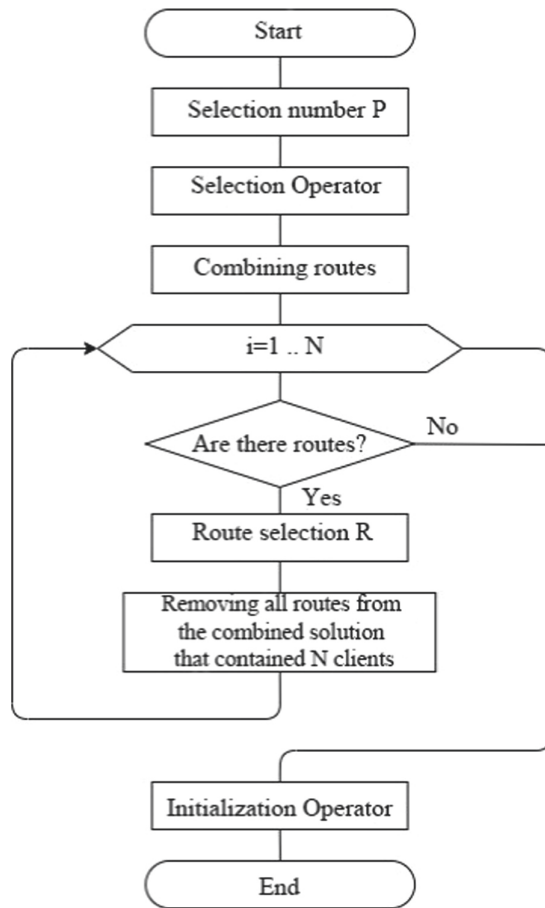 Start
Selection number P
Selection Operator
Combining routes
i=1 .. N
Are there routes?
No
Yes
Route selection R
Removing all routes from
the combined solution
that contained N clients
Initialization Operator
End